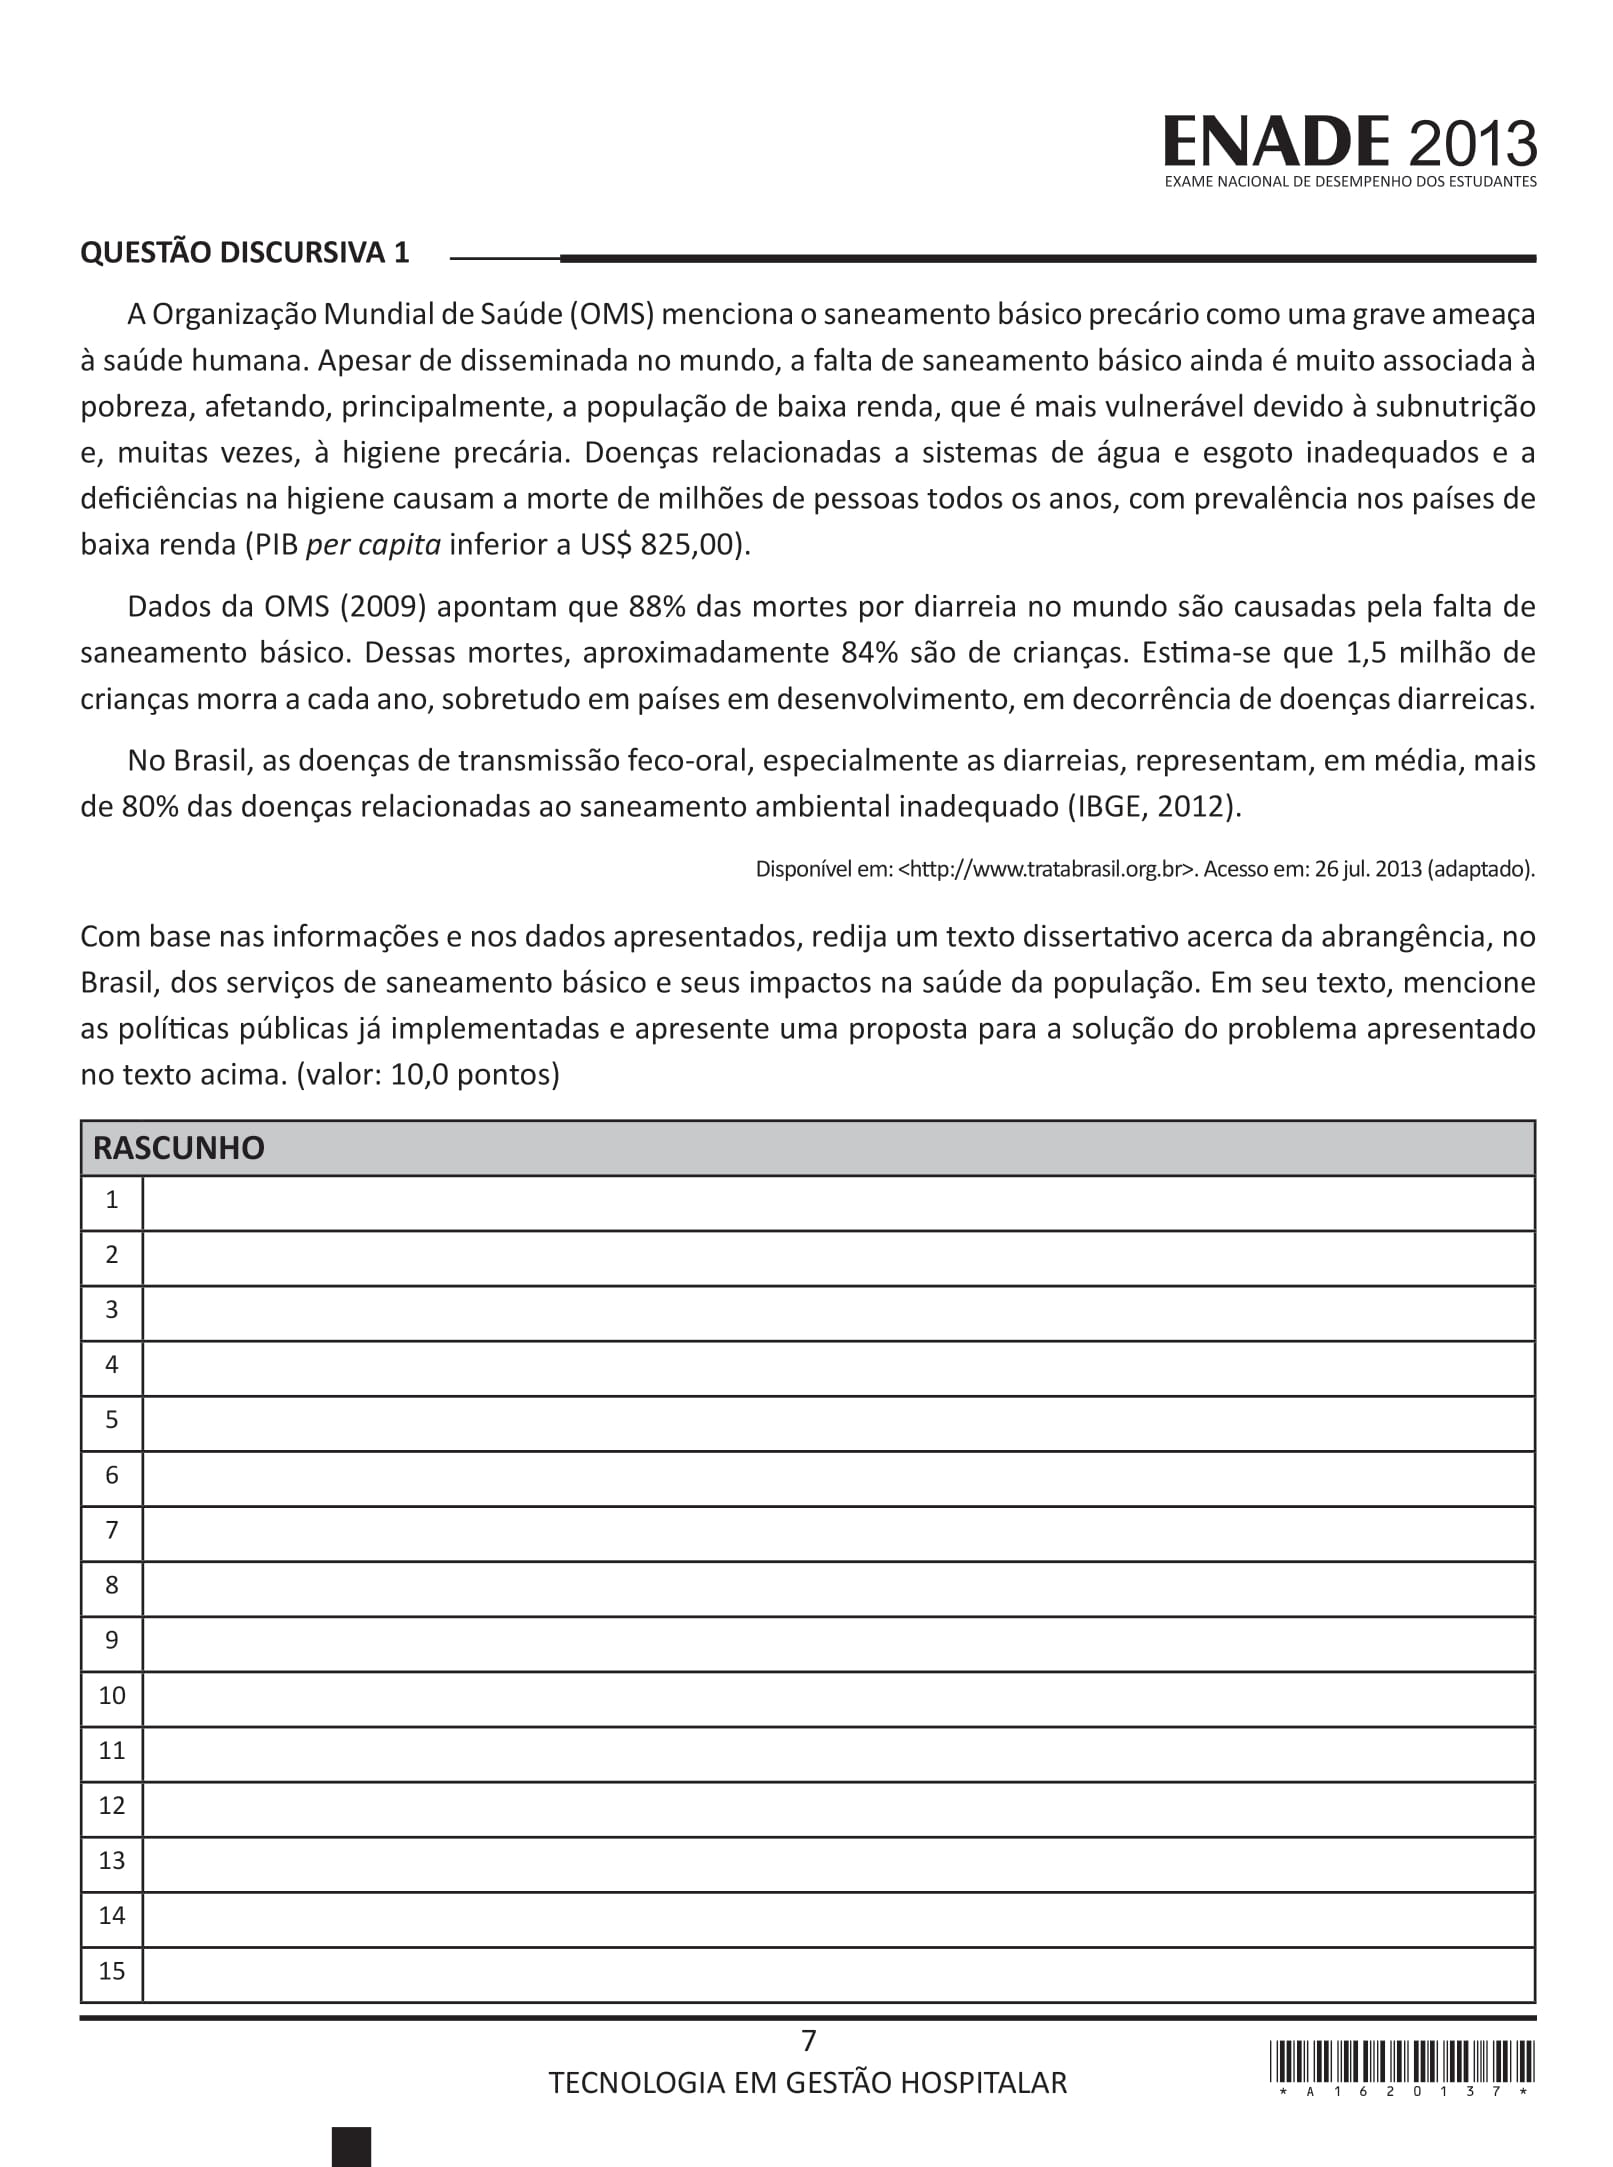 ENADE 2013
EXAME NACIONAL DE DESEMPENHO DOS ESTUDANTES
QUESTÃO DISCURSIVA 1
A Organização Mundial de Saúde (OMS) menciona o saneamento básico precário como uma grave ameaça
à saúde humana. Apesar de disseminada no mundo, a falta de saneamento básico ainda é muito associada à
pobreza, afetando, principalmente, a população de baixa renda, que é mais vulnerável devido à subnutrição
e, muitas vezes, à higiene precária. Doenças relacionadas a sistemas de água e esgoto inadequados e a
deficiências na higiene causam a morte de milhões de pessoas todos os anos, com prevalência nos países de
baixa renda (PIB per capita inferior a US$ 825,00).
Dados da OMS (2009) apontam que 88% das mortes por diarreia no mundo são causadas pela falta de
saneamento básico. Dessas mortes, aproximadamente 84% são de crianças. Estima-se que 1,5 milhão de
crianças morra a cada ano, sobretudo em países em desenvolvimento, em decorrência de doenças diarreicas.
No Brasil, as doenças de transmissão feco-oral, especialmente as diarreias, representam, em média, mais
de 80% das doenças relacionadas ao saneamento ambiental inadequado (IBGE, 2012).
Disponível em: <http://www.tratabrasil.org.br>. Acesso em: 26 jul. 2013 (adaptado).
Com base nas informações e nos dados apresentados, redija um texto dissertativo acerca da abrangência, no
Brasil, dos serviços de saneamento básico e seus impactos na saúde da população. Em seu texto, mencione
as políticas públicas já implementadas e apresente uma proposta para a solução do problema apresentado
no texto acima. (valor: 10,0 pontos)
RASCUNHO
1
2
3
4
5
6
7
8
9
10
11
12
13
14
15
7
TECNOLOGIA EM GESTÃO HOSPITALAR
* A 1 6 2 0 1 3 7 *